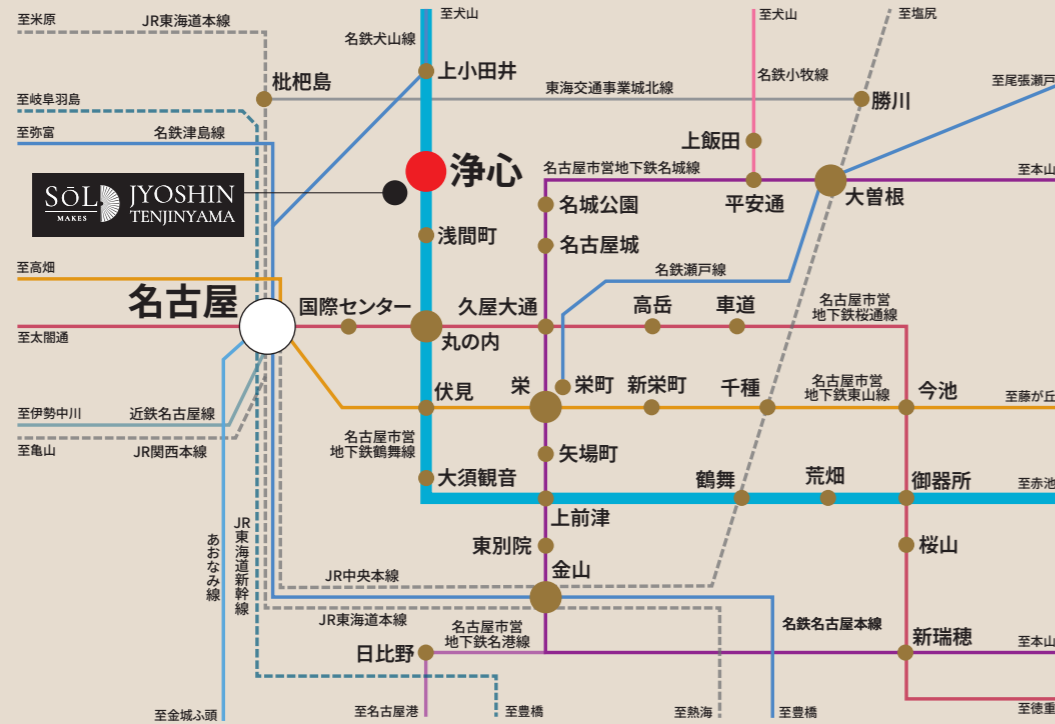 至米原
JR東海道本線
至犬山
至犬山
至塩尻
名鉄犬山線
上小田井
名鉄小牧線
至尾張瀬戸
枇杷島
東海交通事業城北線
勝川
至岐阜羽島
至弥富
名鉄津島線
上飯田
浄心
名古屋市営地下鉄名城線
至本山
SōL
MAKES
JYOSHIN
TENJINYAMA
名城公園
平安通
大曽根
浅間町
名古屋城
至高畑
名鉄瀬戸線
名古屋
国際センター
久屋大通
高岳
車道
名古屋市営
地下鉄桜通線
至太閤通
丸の内
伏見
栄
栄町
新栄町
千種
名古屋市営
地下鉄東山線
今池
至藤が丘
至伊勢中川
近鉄名古屋線
至亀山
JR関西本線
名古屋市営
地下鉄鶴舞線
矢場町
大須観音
鶴舞
荒畑
御器所
至赤池
上前津
あおなみ線
JR東海道新幹線
東別院
桜山
金山
JR中央本線
JR東海道本線
名古屋市営
地下鉄名港線
名鉄名古屋本線
新瑞穂
至本山
日比野
至金城ふ頭
至名古屋港
至豊橋
至熱海
至豊橋
至徳重